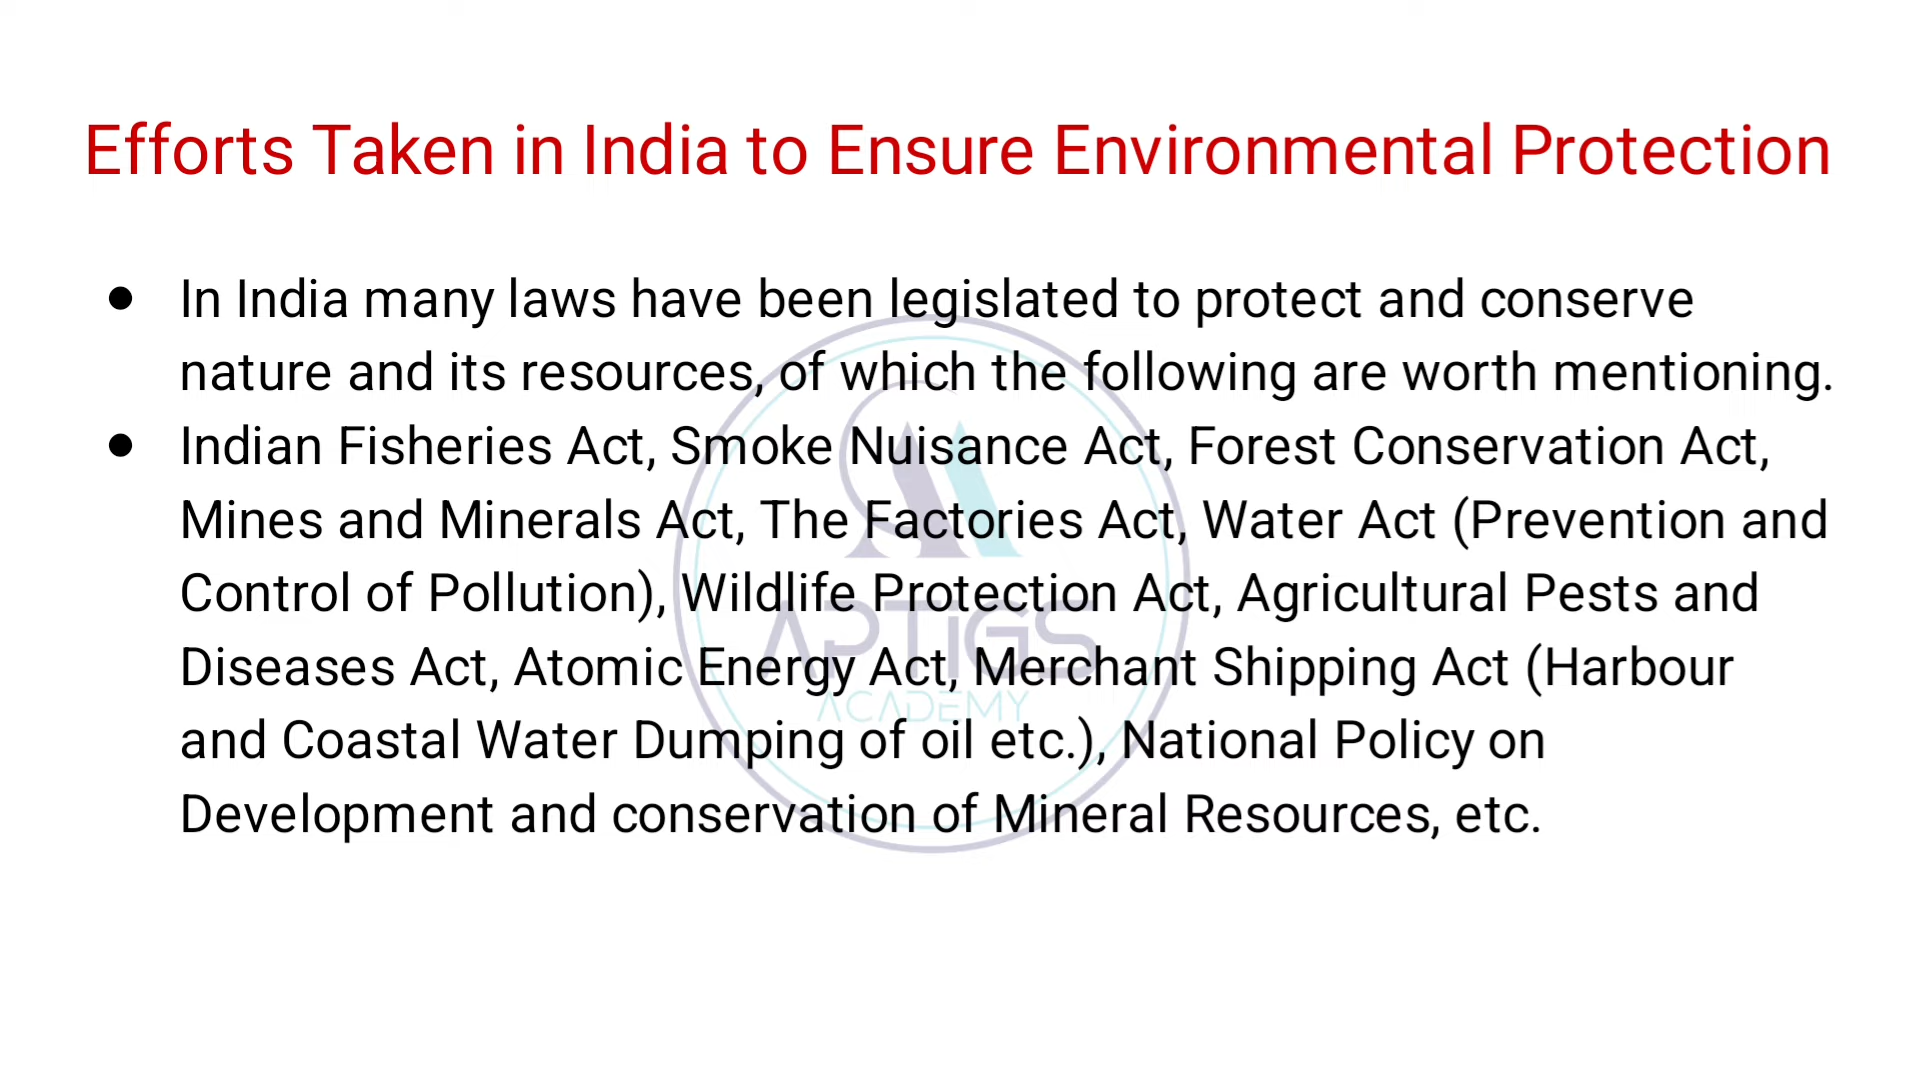 Efforts Taken in India to Ensure Environmental Protection
● In India many laws have been legislated to protect and conserve
nature and its resources, of which the following are worth mentioning.
● Indian Fisheries Act, Smoke Nuisance Act, Forest Conservation Act,
Mines and Minerals Act, The Factories Act, Water Act (Prevention and
Control of Pollution), Wildlife Protection Act, Agricultural Pests and
Diseases Act, Atomic Energy Act, Merchant Shipping Act (Harbour
and Coastal Water Dumping of oil etc.), National Policy on
Development and conservation of Mineral Resources, etc.
APTiGS
ACADEMY